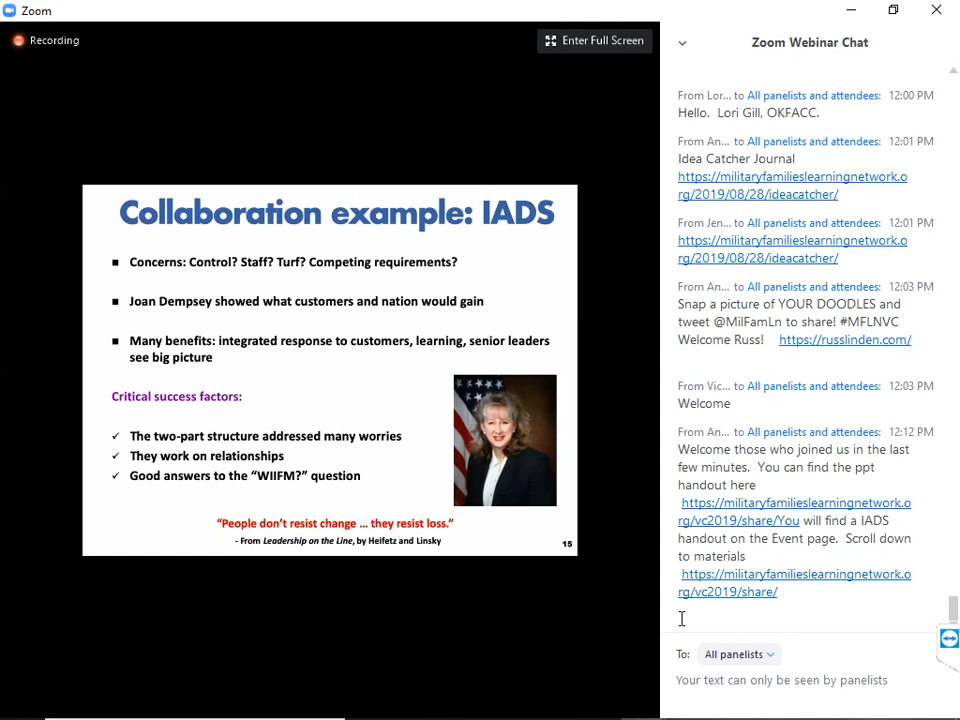 Zoom
Recording
Enter Full Screen
Zoom Webinar Chat
Collaboration example: IADS
Concerns: Control? Staff? Turf? Competing requirements?
Joan Dempsey showed what customers and nation would gain
Many benefits: integrated response to customers, learning, senior leaders
see big picture
Critical success factors:
✓ The two-part structure addressed many worries
✓ They work on relationships
✓ Good answers to the “WIIFM?” question
“People don’t resist change ... they resist loss.”
- From Leadership on the Line, by Heifetz and Linsky
15
From Lor... to All panelists and attendees: 12:00 PM
Hello. Lori Gill, OKFACC.
From An... to All panelists and attendees: 12:01 PM
Idea Catcher Journal
https://militaryfamilieslearningnetwork.o
rg/2019/08/28/ideacatcher/
From Jen... to All panelists and attendees: 12:01 PM
https://militaryfamilieslearningnetwork.o
rg/2019/08/28/ideacatcher/
From An... to All panelists and attendees: 12:03 PM
Snap a picture of YOUR DOODLES and
tweet @MilFamLn to share! #MFLNVC
Welcome Russ! https://russlinden.com/
From Vic... to All panelists and attendees: 12:03 PM
Welcome
From An... to All panelists and attendees: 12:12 PM
Welcome those who joined us in the last
few minutes. You can find the ppt
handout here
https://militaryfamilieslearningnetwork.o
rg/vc2019/share/You will find a IADS
handout on the Event page. Scroll down
to materials
https://militaryfamilieslearningnetwork.o
rg/vc2019/share/
To: All panelists
Your text can only be seen by panelists